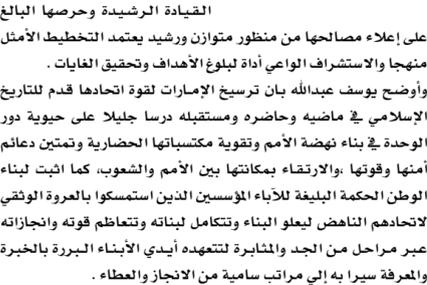 القيادة الرشيدة وحرصها البالغ
على إعلاء مصالحها من منظور متوازن ورشيد يعتمد التخطيط الأمثل
منهجا والاستشراف الواعي أداة لبلوغ الأهداف وتحقيق الغايات .
وأوضح يوسف عبدالله بان ترسيخ الإمارات لقوة اتحادها قدم للتاريخ
الإسلامي في ماضيه وحاضره ومستقبله درسا جليلا على حيوية دور
الوحدة في بناء نهضة الأمم وتقوية مكتسباتها الحضارية وتمتين دعائم
أمنها وقوتها ،والارتقاء بمكانتها بين الأمم والشعوب، كما اثبت لبناء
الوطن الحكمة البليغة للآباء المؤسسين الذين استمسكوا بالعروة الوثقي
لاتحادهم الناهض ليعلو البناء وتتكامل لبناته وتتعاظم قوته وانجازاته
عبر مراحل من الجد والمثابرة لتتعهده أيدي الأبناء البررة بالخبرة
والمعرفة سيرا به إلي مراتب سامية من الانجاز والعطاء .